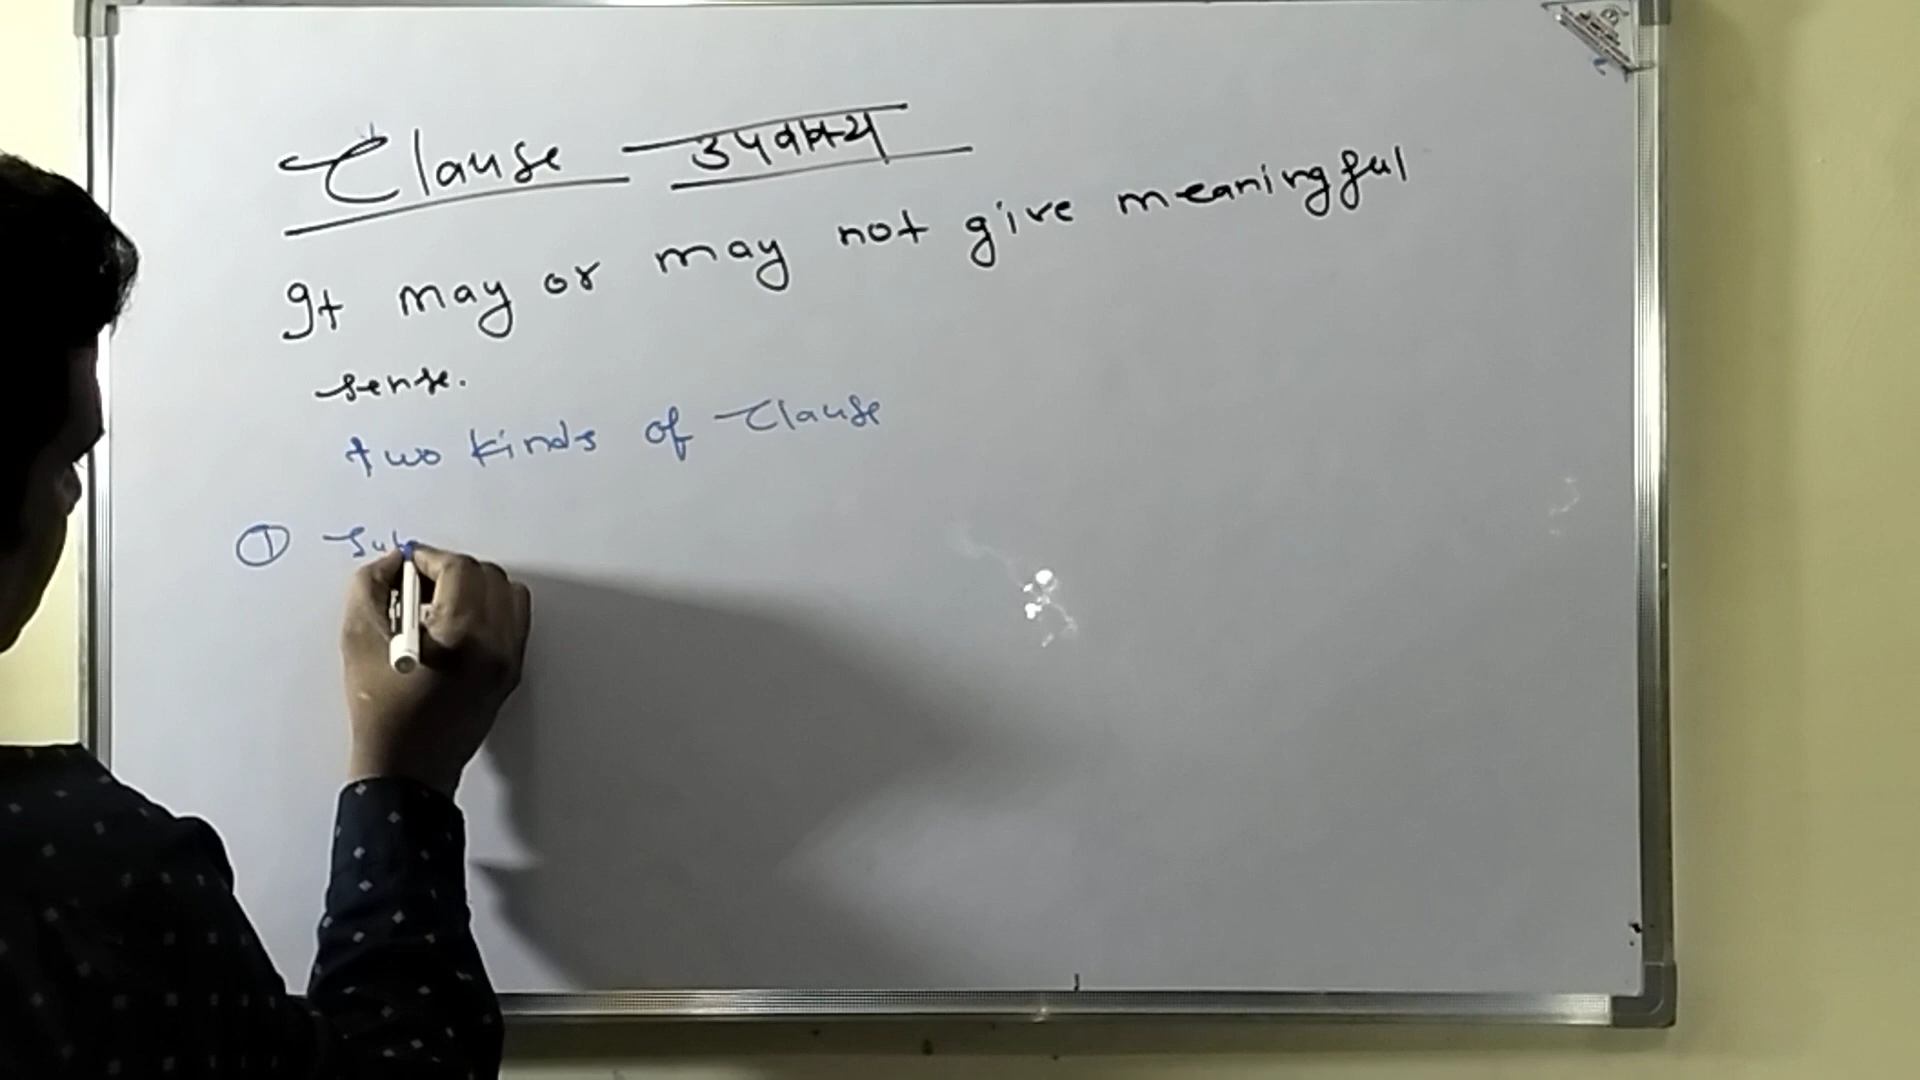 Clause - उपवाक्य
It may or may not give meaningful
sense.
two kinds of Clause
① Sub